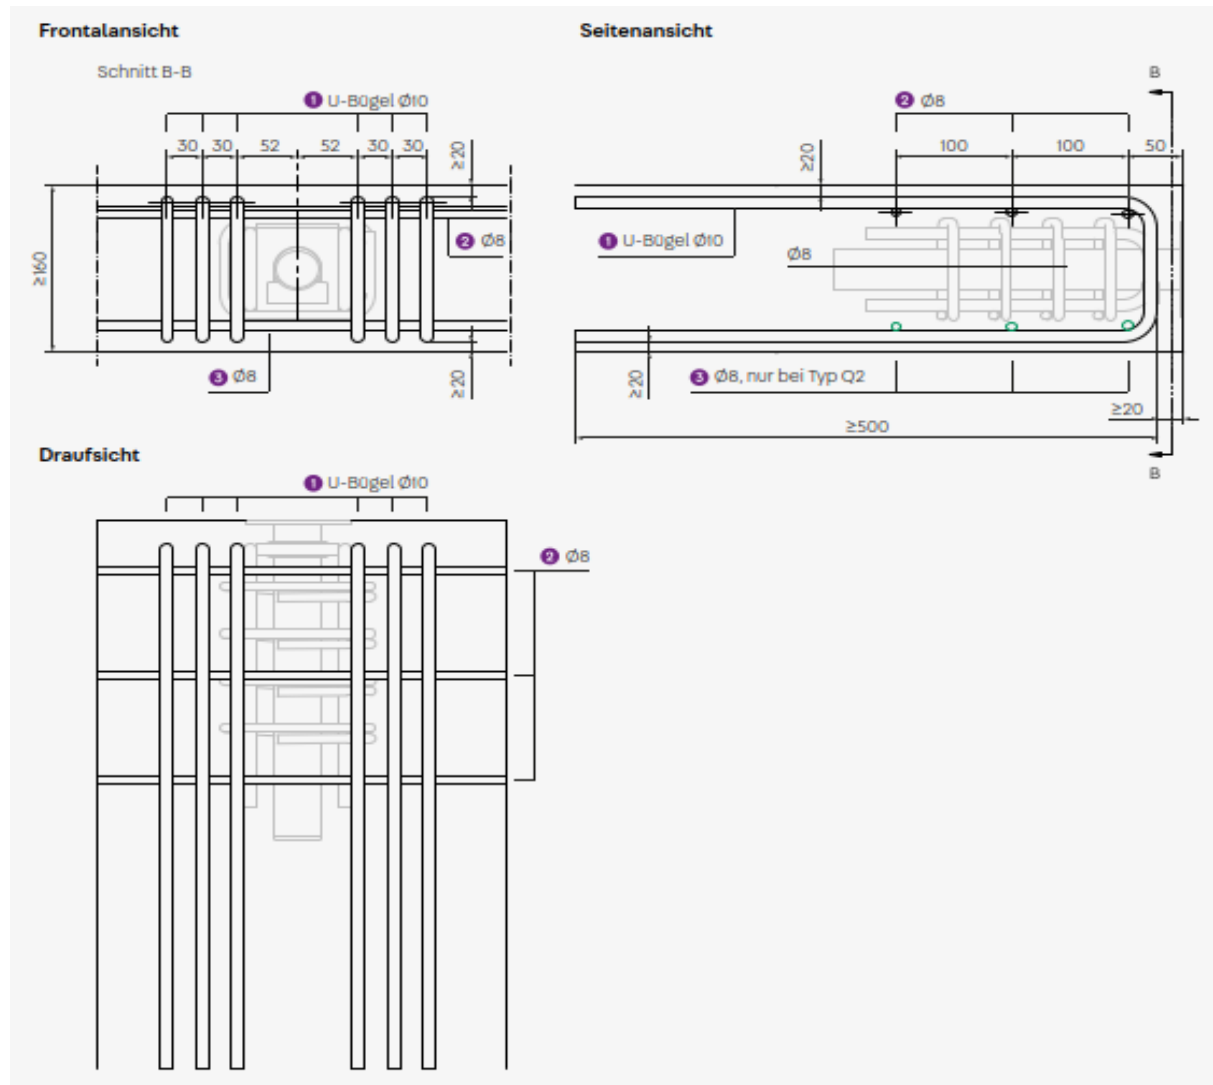 Frontalansicht
Schnitt B-B
1 U-Bügel Ø10
30 30 52 52 30 30
≥20
≥160
2 Ø8
3 Ø8
≥20
Seitenansicht
B
2 Ø8
100 100 50
≥20
1 U-Bügel Ø10
Ø8
≥20
3 Ø8, nur bei Typ Q2
≥20
≥500
B
Draufsicht
1 U-Bügel Ø10
2 Ø8